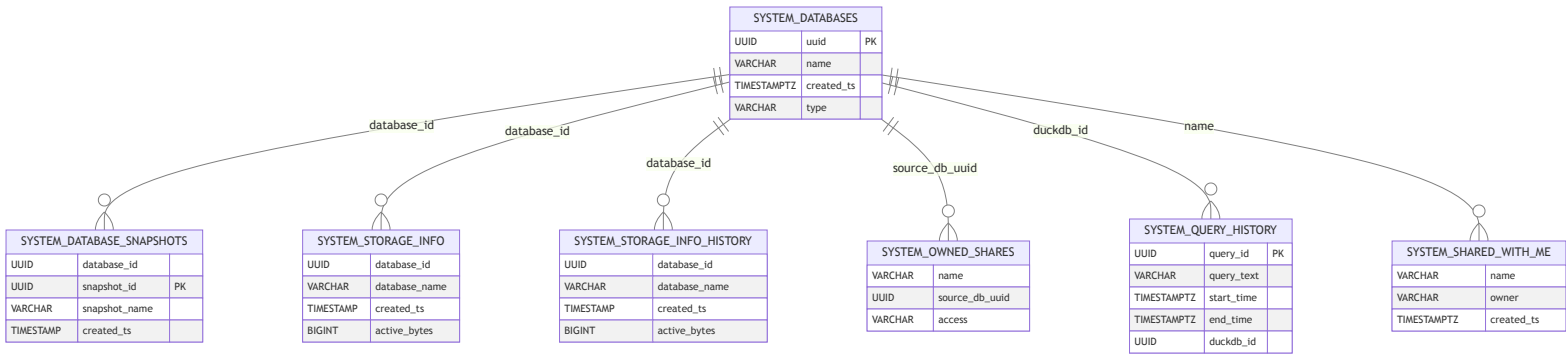 SYSTEM_DATABASES
UUID uuid PK
VARCHAR name
TIMESTAMPTZ created_ts
VARCHAR type
database_id
database_id
database_id
source_db_uuid
duckdb_id
name
SYSTEM_DATABASE_SNAPSHOTS
UUID database_id
UUID snapshot_id PK
VARCHAR snapshot_name
TIMESTAMP created_ts
SYSTEM_STORAGE_INFO
UUID database_id
VARCHAR database_name
TIMESTAMP created_ts
BIGINT active_bytes
SYSTEM_STORAGE_INFO_HISTORY
UUID database_id
VARCHAR database_name
TIMESTAMP created_ts
BIGINT active_bytes
SYSTEM_OWNED_SHARES
VARCHAR name
UUID source_db_uuid
VARCHAR access
SYSTEM_QUERY_HISTORY
UUID query_id PK
VARCHAR query_text
TIMESTAMPTZ start_time
TIMESTAMPTZ end_time
UUID duckdb_id
SYSTEM_SHARED_WITH_ME
VARCHAR name
VARCHAR owner
TIMESTAMPTZ created_ts